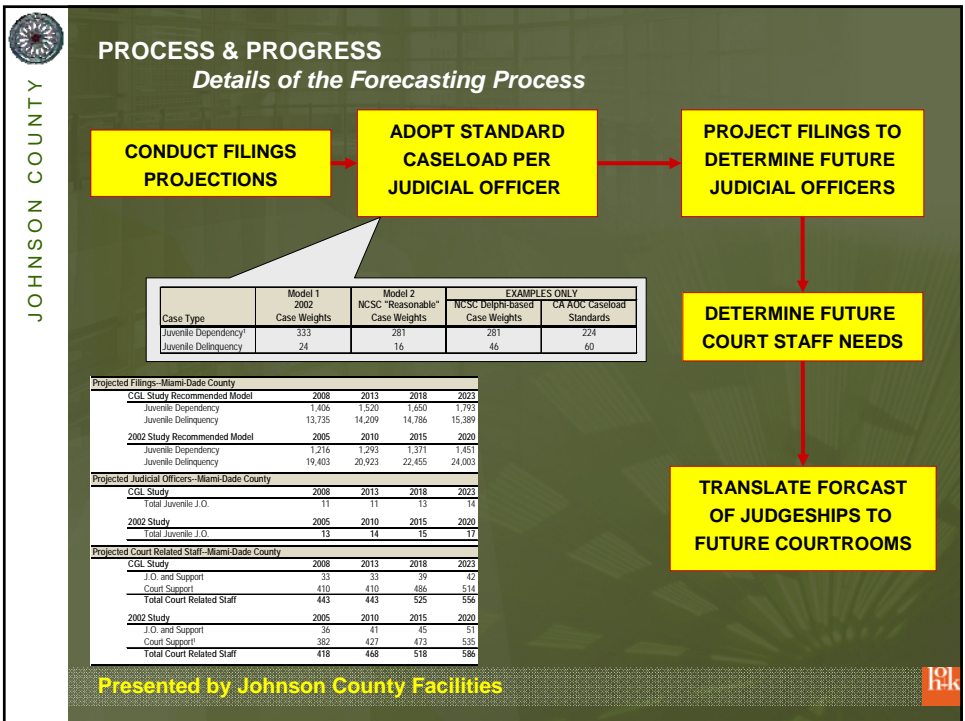 JOHNSON COUNTY
PROCESS & PROGRESS
Details of the Forecasting Process
CONDUCT FILINGS
PROJECTIONS
ADOPT STANDARD
CASELOAD PER
JUDICIAL OFFICER
PROJECT FILINGS TO
DETERMINE FUTURE
JUDICIAL OFFICERS
DETERMINE FUTURE
COURT STAFF NEEDS
TRANSLATE FORCAST
OF JUDGESHIPS TO
FUTURE COURTROOMS
Model 1 Model 2 EXAMPLES ONLY
2002 NCSC "Reasonable" NCSC Delphi-based CA AOC Caseload
Case Type Case Weights Case Weights Case Weights Standards
Juvenile Dependency¹ 333 281 281 224
Juvenile Delinquency 24 16 46 60
Projected Filings--Miami-Dade County
CGL Study Recommended Model 2008 2013 2018 2023
Juvenile Dependency 1,406 1,520 1,650 1,793
Juvenile Delinquency 13,735 14,209 14,786 15,389
2002 Study Recommended Model 2005 2010 2015 2020
Juvenile Dependency 1,216 1,293 1,371 1,451
Juvenile Delinquency 19,403 20,923 22,455 24,003
Projected Judicial Officers--Miami-Dade County
CGL Study 2008 2013 2018 2023
Total Juvenile J.O. 11 11 13 14
2002 Study 2005 2010 2015 2020
Total Juvenile J.O. 13 14 15 17
Projected Court Related Staff--Miami-Dade County
CGL Study 2008 2013 2018 2023
J.O. and Support 33 33 39 42
Court Support 410 410 486 514
Total Court Related Staff 443 443 525 556
2002 Study 2005 2010 2015 2020
J.O. and Support 36 41 45 51
Court Support¹ 382 427 473 535
Total Court Related Staff 418 468 518 586
Presented by Johnson County Facilities
hok